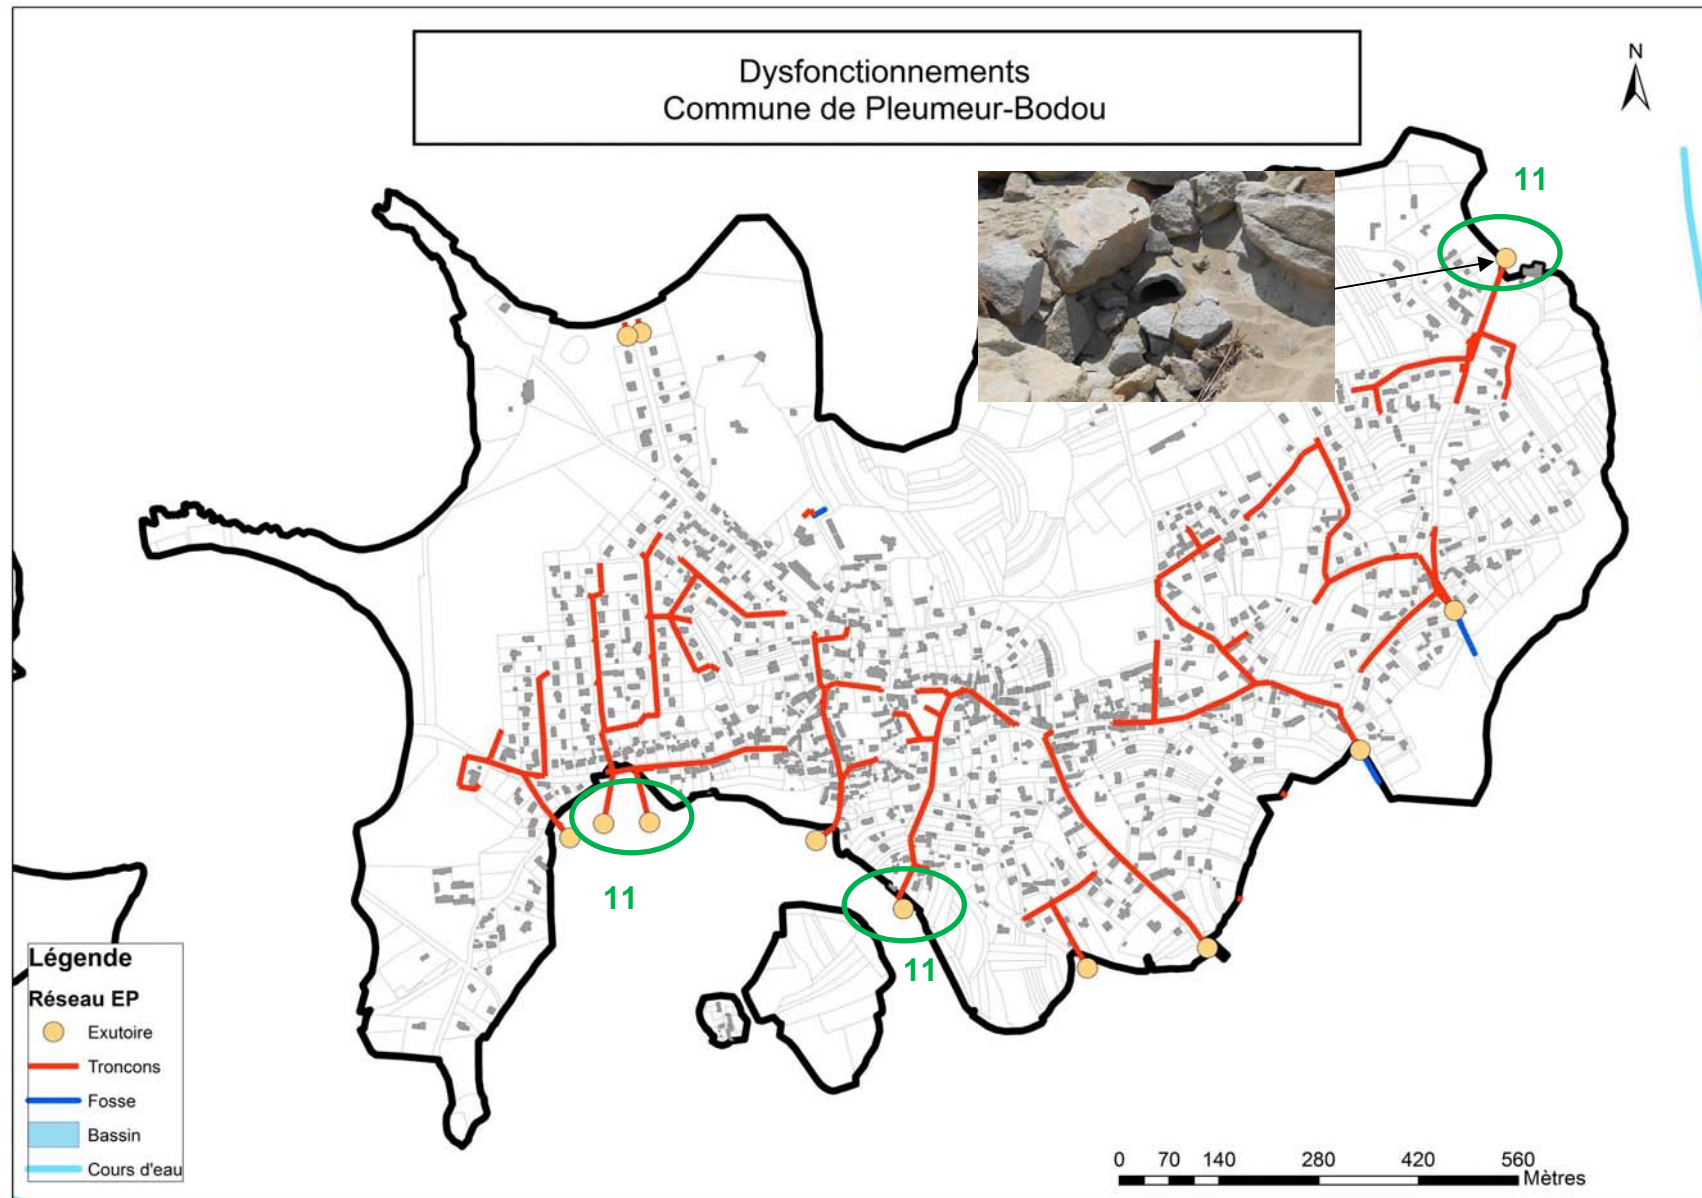 Dysfonctionnements
Commune de Pleumeur-Bodou
N
11
11
11
Légende
Réseau EP
Exutoire
Troncons
Fosse
Bassin
Cours d'eau
0 70 140 280 420 560
Mètres